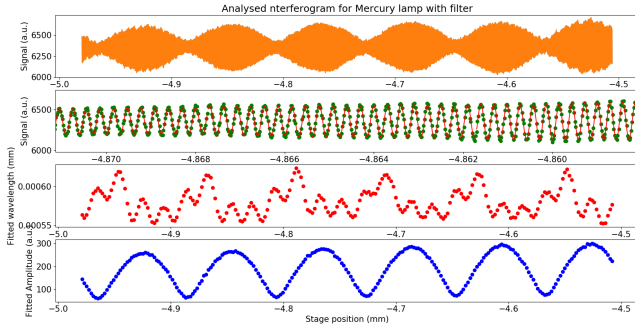 Analysed nterferogram for Mercury lamp with filter
Signal (a.u.)
6500
6000
−5.0 −4.9 −4.8 −4.7 −4.6 −4.5
Signal (a.u.)
6500
6000
−4.870 −4.868 −4.866 −4.864 −4.862 −4.860
Fitted wavelength (mm)
0.00060
0.00055
−5.0 −4.9 −4.8 −4.7 −4.6 −4.5
Fitted Amplitude (a.u.)
300
200
100
−5.0 −4.9 −4.8 −4.7 −4.6 −4.5
Stage position (mm)